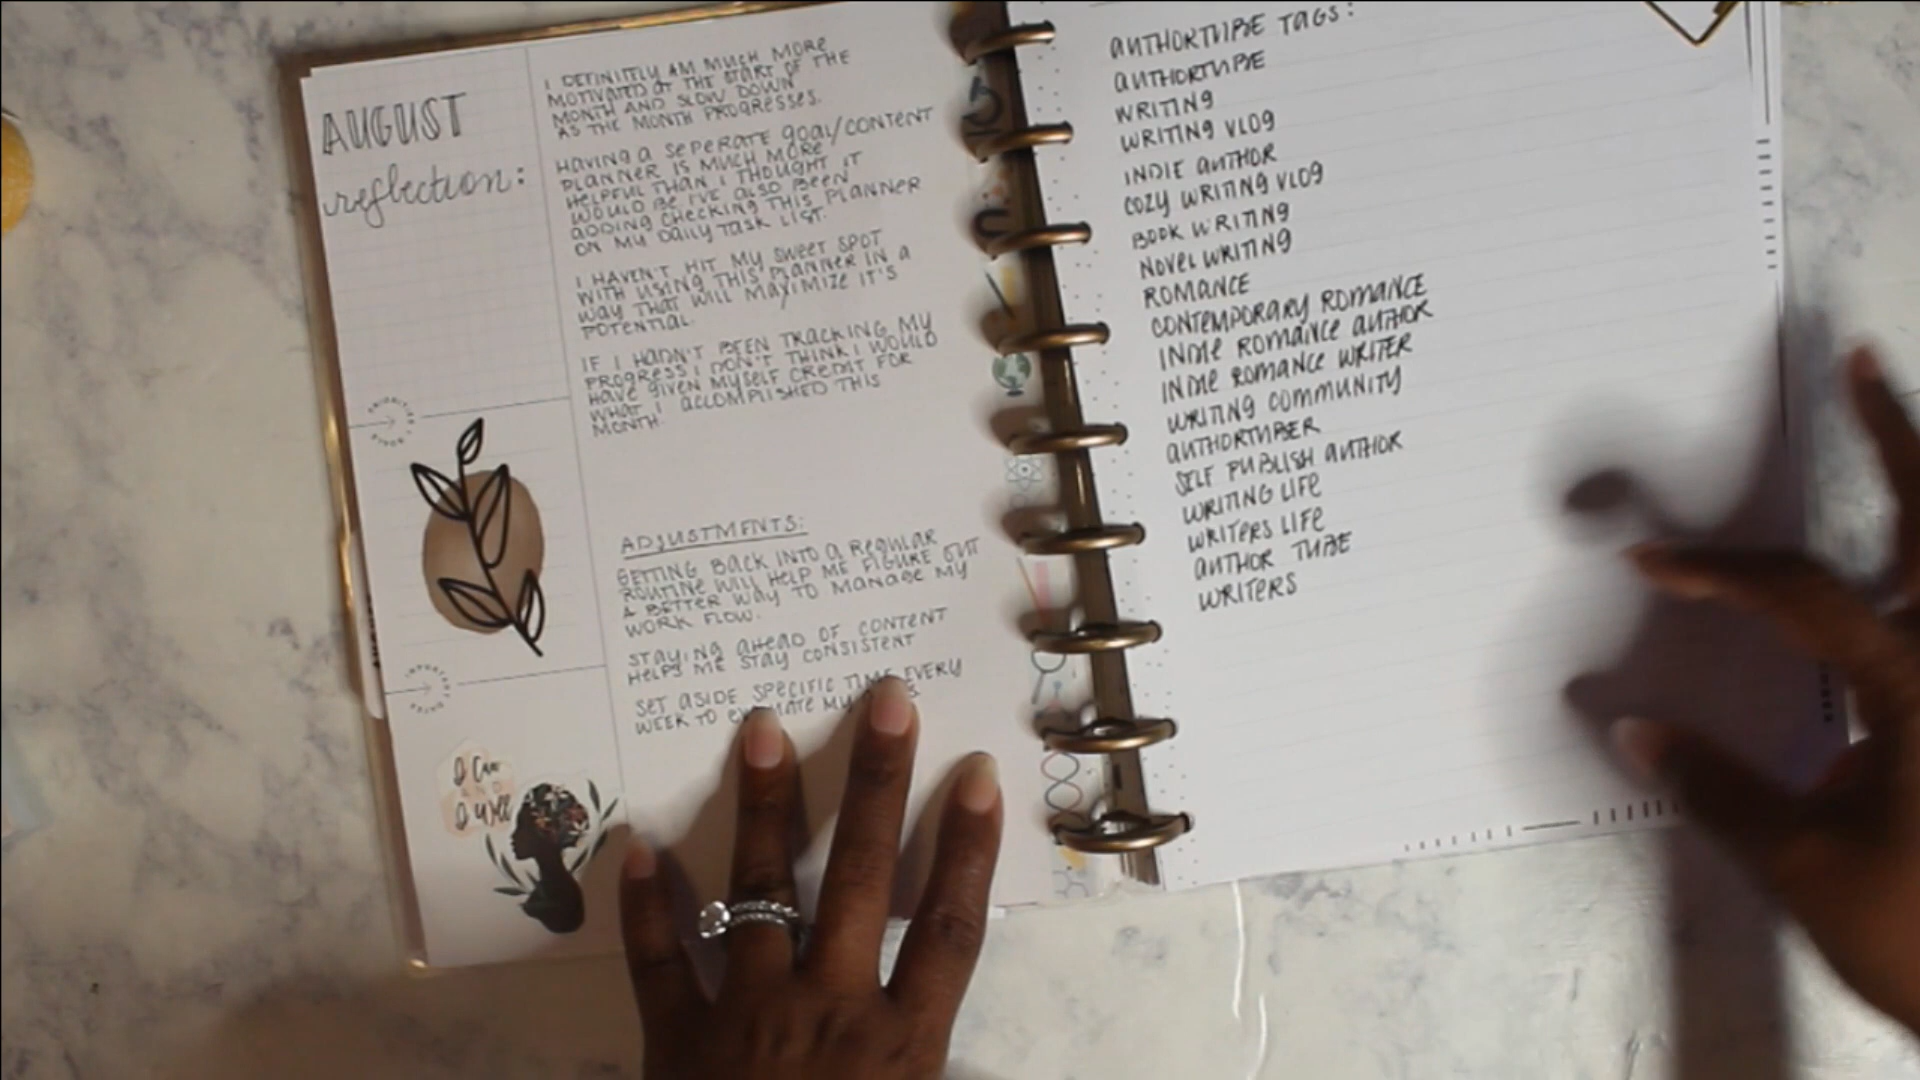 AUGUST
reflection:
I DEFINITELY AM MUCH MORE
MOTIVATED AT THE START OF THE
MONTH AND SLOW DOWN
AS THE MONTH PROGRESSES.
HAVING A SEPERATE GOAL/CONTENT
PLANNER IS MUCH MORE
HELPFUL THAN I THOUGHT IT
WOULD BE I'VE ALSO BEEN
ADDING CHECKING THIS PLANNER
ON MY DAILY TASK LIST.
I HAVEN'T HIT MY SWEET SPOT
WITH USING THIS PLANNER IN A
WAY THAT WILL MAXIMIZE IT'S
POTENTIAL.
IF I HADN'T BEEN TRACKING MY
PROGRESS I DON'T THINK I WOULD
HAVE GIVEN MYSELF CREDIT FOR
WHAT I ACCOMPLISHED THIS
MONTH.
ADJUSTMENTS:
GETTING BACK INTO A REGULAR
ROUTINE WILL HELP ME FIGURE OUT
A BETTER WAY TO MANAGE MY
WORK FLOW.
STAYING AHEAD OF CONTENT
HELPS ME STAY CONSISTENT
SET ASIDE SPECIFIC TIME EVERY
WEEK TO MY
I Can
AND
I Will
AUTHORTUBE TAGS:
AUTHORTUBE
WRITING
WRITING VLOG
INDIE AUTHOR
COZY WRITING VLOG
BOOK WRITING
NOVEL WRITING
ROMANCE
CONTEMPORARY ROMANCE
INDIE ROMANCE AUTHOR
INDIE ROMANCE WRITER
WRITING COMMUNITY
AUTHORTUBER
SELF PUBLISH AUTHOR
WRITING LIFE
WRITERS LIFE
AUTHOR TUBE
WRITERS